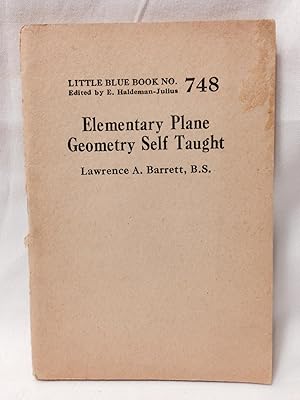 LITTLE BLUE BOOK NO. 748
Edited by E. Haldeman-Julius
Elementary Plane
Geometry Self Taught
Lawrence A. Barrett, B.S.